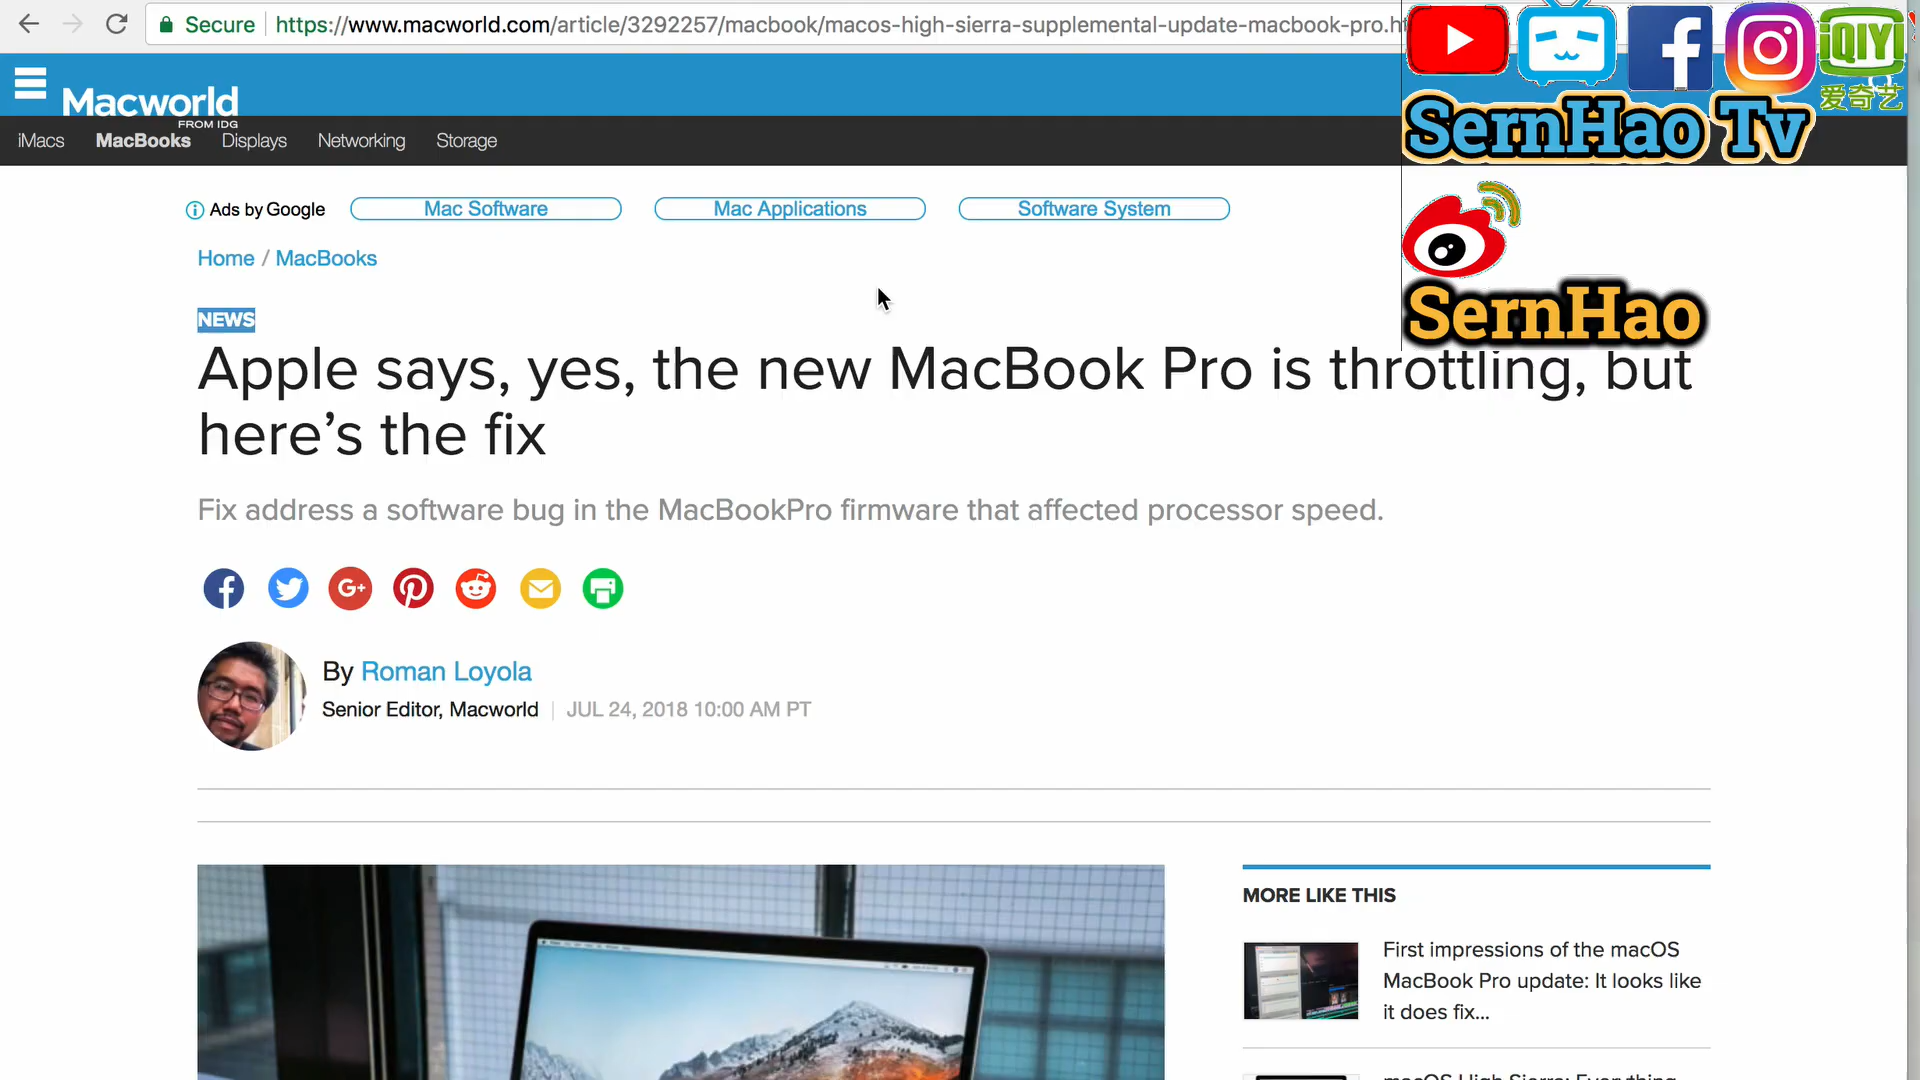 Secure https://www.macworld.com/article/3292257/macbook/macos-high-sierra-supplemental-update-macbook-pro.h
iQIYI
爱奇艺
Macworld
FROM IDG
SernHao Tv
iMacs MacBooks Displays Networking Storage
Ads by Google Mac Software Mac Applications Software System
Home / MacBooks
SernHao
NEWS
Apple says, yes, the new MacBook Pro is throttling, but
here’s the fix
Fix address a software bug in the MacBookPro firmware that affected processor speed.
G+
By Roman Loyola
Senior Editor, Macworld JUL 24, 2018 10:00 AM PT
MORE LIKE THIS
First impressions of the macOS
MacBook Pro update: It looks like
it does fix...
macOS High Sierra: Everything